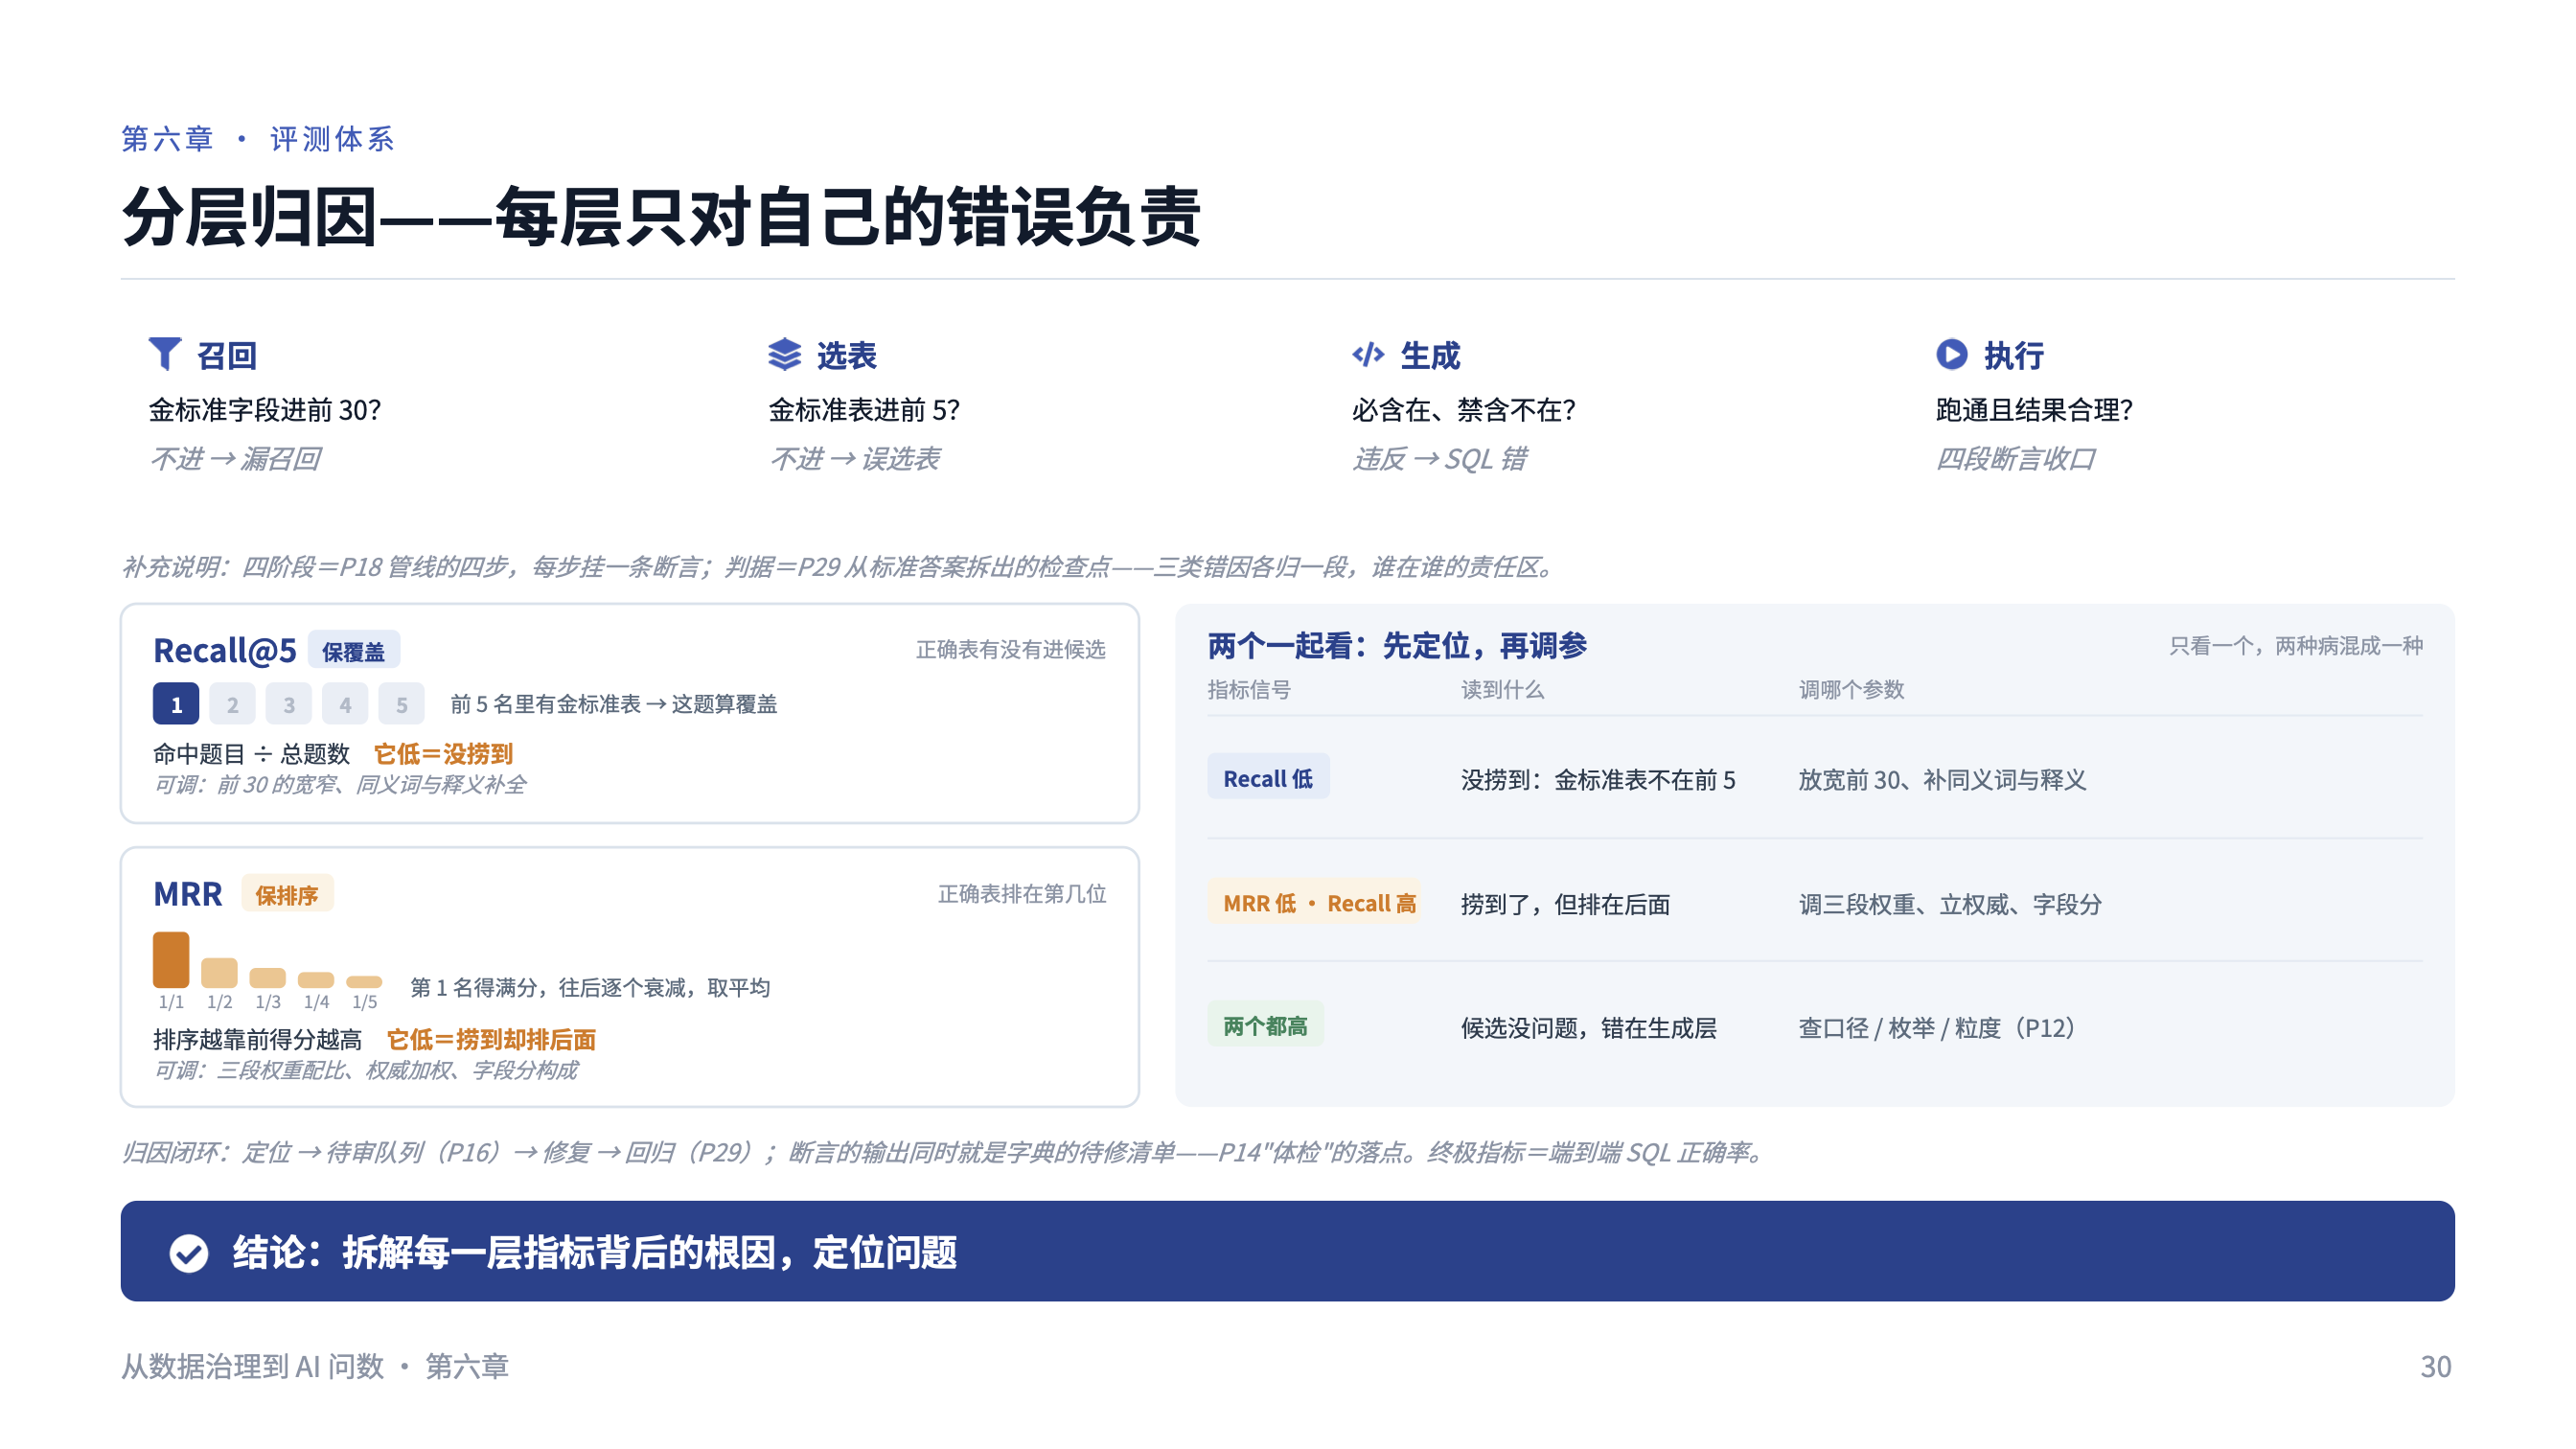 第六章 · 评测体系
分层归因——每层只对自己的错误负责
召回
金标准字段进前 30？
不进 → 漏召回
选表
金标准表进前 5？
不进 → 误选表
生成
必含在、禁含不在？
违反 → SQL 错
执行
跑通且结果合理？
四段断言收口
补充说明：四阶段＝P18 管线的四步，每步挂一条断言；判据＝P29 从标准答案拆出的检查点——三类错因各归一段，谁在谁的责任区。
Recall@5 保覆盖 正确表有没有进候选
1 2 3 4 5 前 5 名里有金标准表 → 这题算覆盖
命中题目 ÷ 总题数 它低＝没捞到
可调：前 30 的宽窄、同义词与释义补全
MRR 保排序 正确表排在第几位
第 1 名得满分，往后逐个衰减，取平均
1/1 1/2 1/3 1/4 1/5
排序越靠前得分越高 它低＝捞到却排后面
可调：三段权重配比、权威加权、字段分构成
两个一起看：先定位，再调参 只看一个，两种病混成一种
指标信号 读到什么 调哪个参数
Recall 低 没捞到：金标准表不在前 5 放宽前 30、补同义词与释义
MRR 低 · Recall 高 捞到了，但排在后面 调三段权重、立权威、字段分
两个都高 候选没问题，错在生成层 查口径 / 枚举 / 粒度（P12）
归因闭环：定位 → 待审队列（P16）→ 修复 → 回归（P29）；断言的输出同时就是字典的待修清单——P14"体检"的落点。终极指标＝端到端 SQL 正确率。
结论：拆解每一层指标背后的根因，定位问题
从数据治理到 AI 问数 · 第六章
30